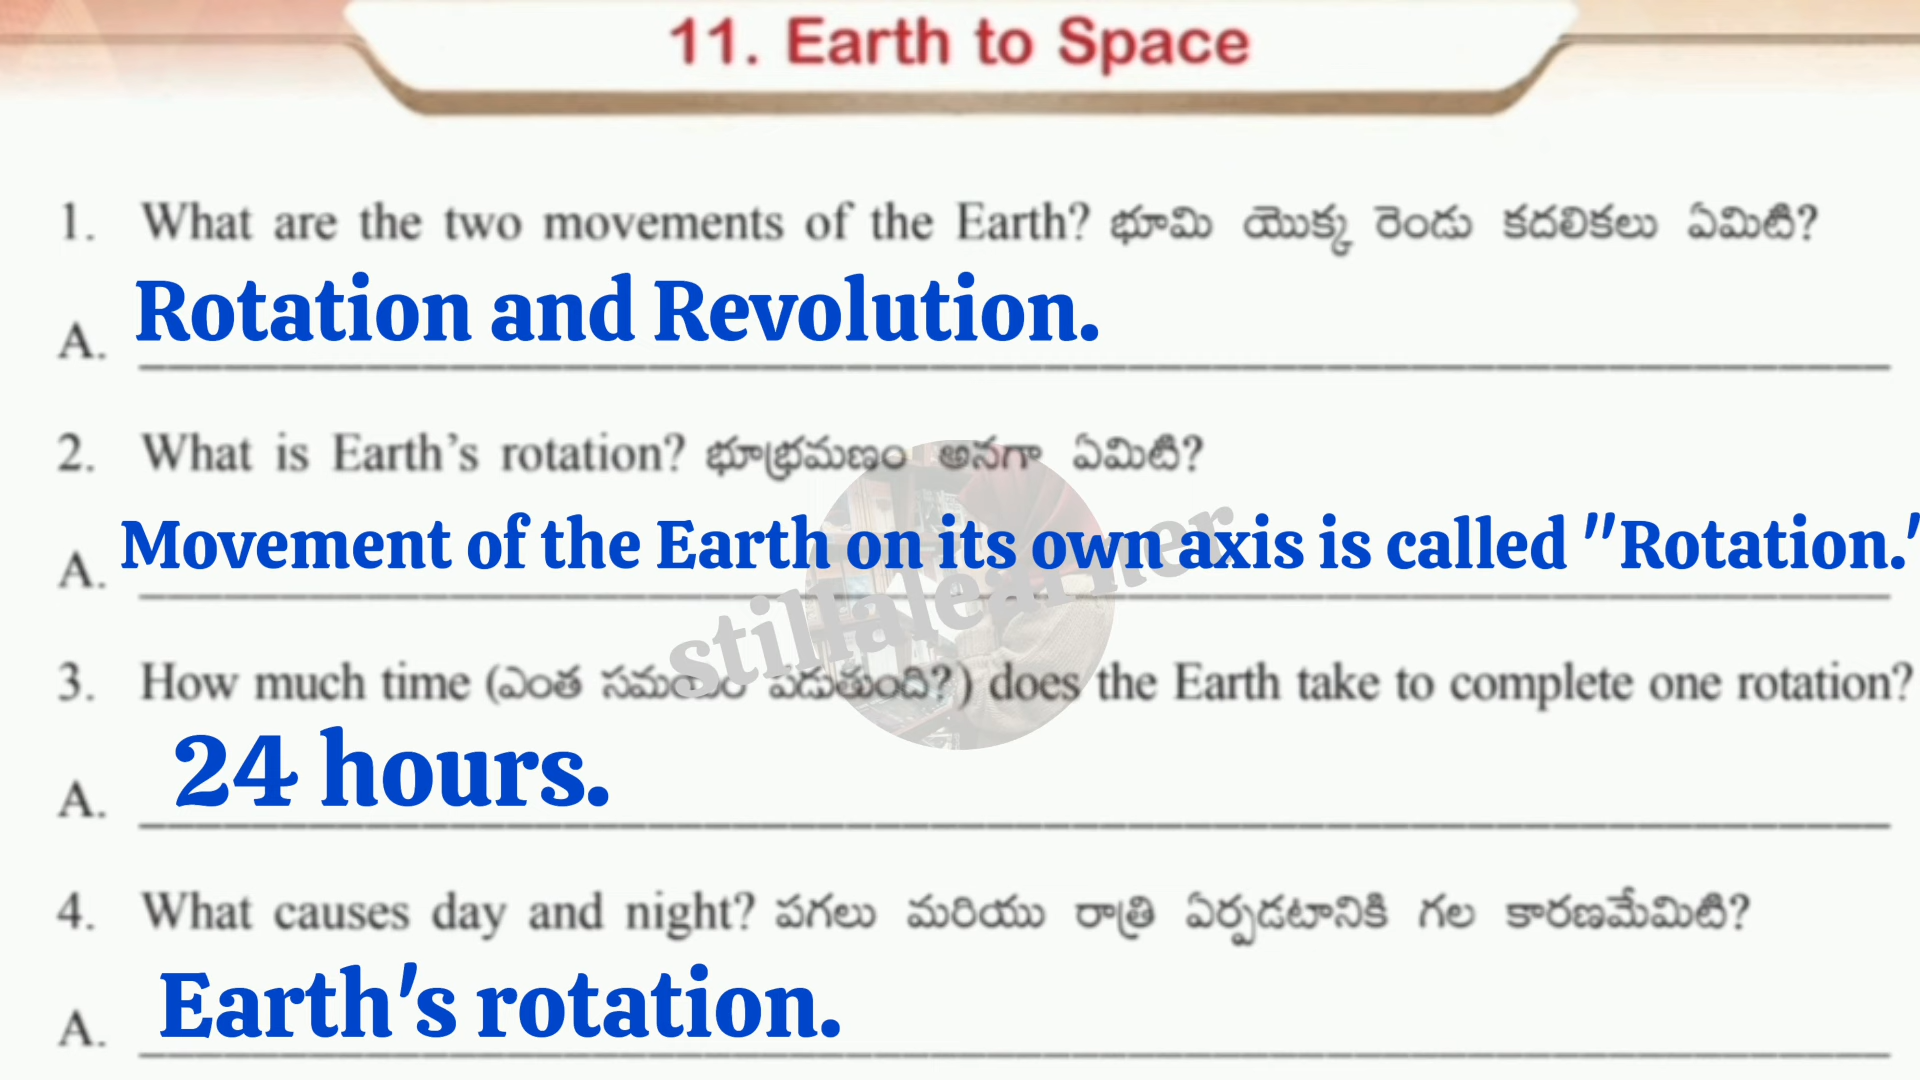 11. Earth to Space
1. What are the two movements of the Earth? భూమి యొక్క రెండు కదలికలు ఏమిటి?
A. Rotation and Revolution.
2. What is Earth's rotation? భూభ్రమణం అనగా ఏమిటి?
A. Movement of the Earth on its own axis is called "Rotation."
stillalearner
3. How much time (ఎంత సమయం పడుతుంది?) does the Earth take to complete one rotation?
A. 24 hours.
4. What causes day and night? పగలు మరియు రాత్రి ఏర్పడటానికి గల కారణమేమిటి?
A. Earth's rotation.